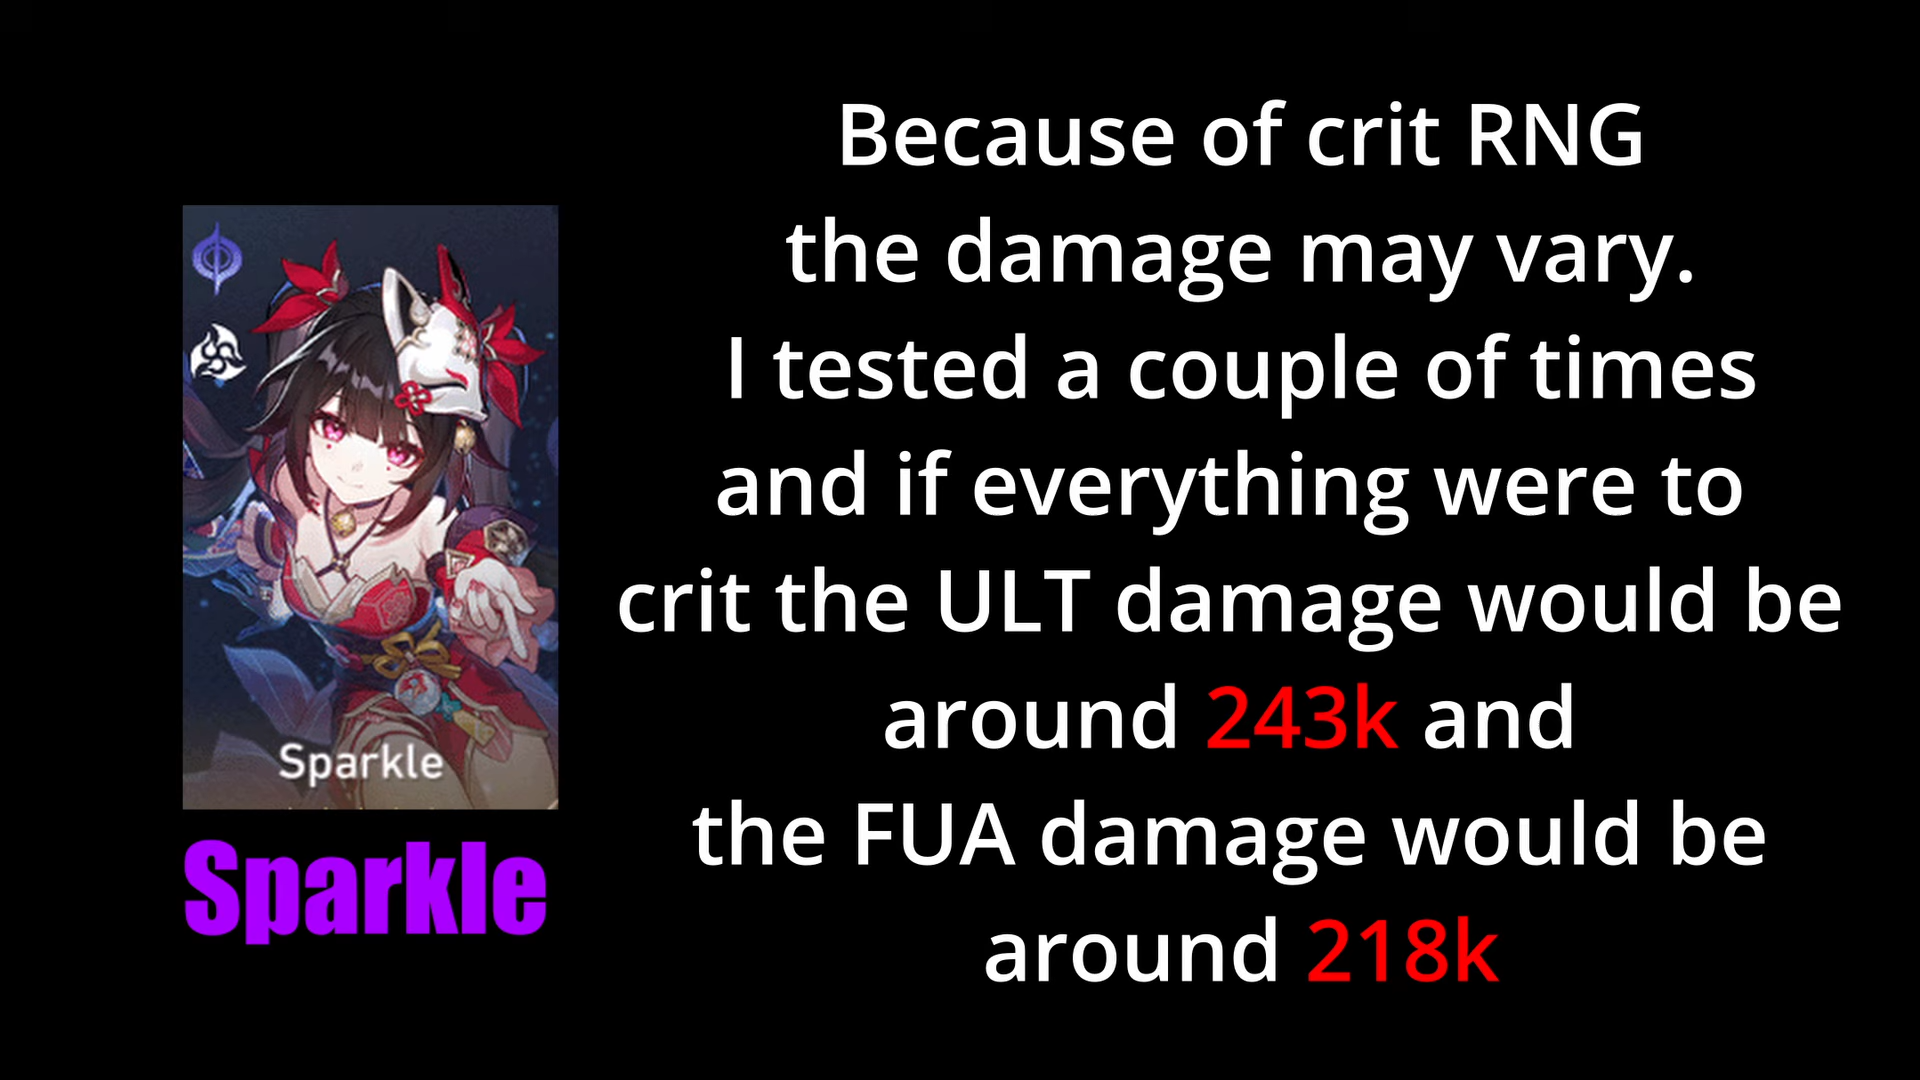 Sparkle
Sparkle
Because of crit RNG
the damage may vary.
I tested a couple of times
and if everything were to
crit the ULT damage would be
around 243k and
the FUA damage would be
around 218k